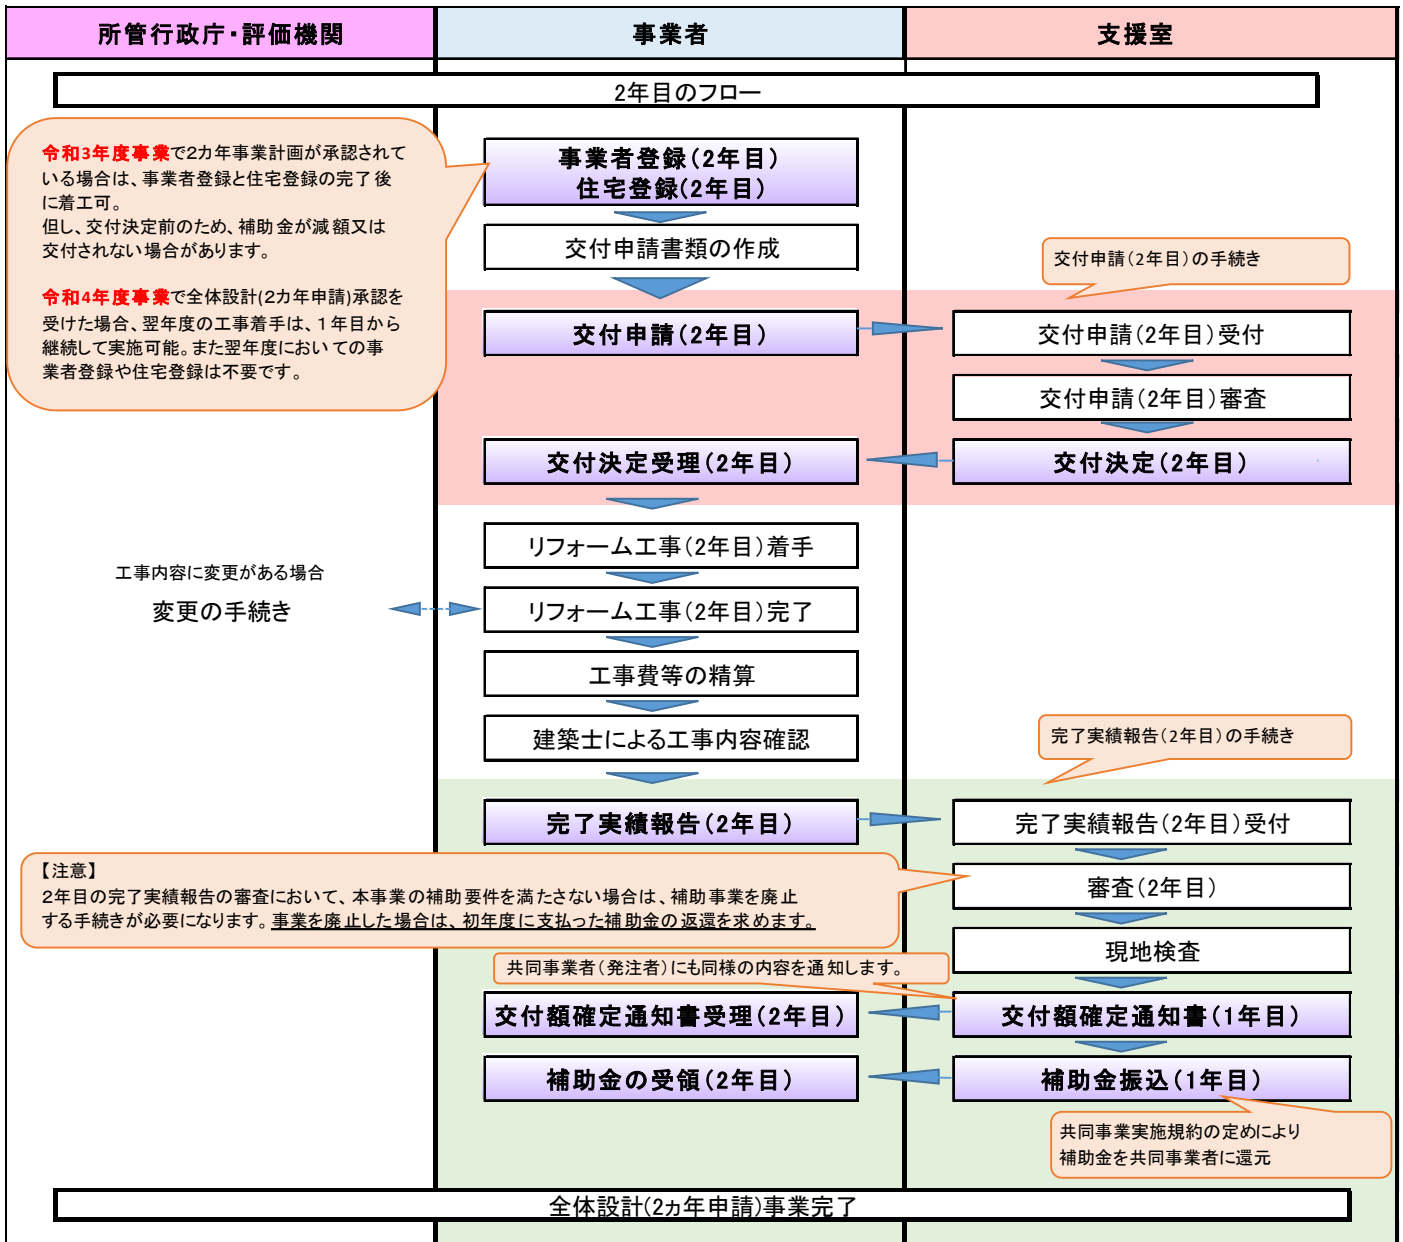 所管行政庁・評価機関
事業者
支援室
2年目のフロー
令和3年度事業で2カ年事業計画が承認されて
いる場合は、事業者登録と住宅登録の完了後
に着工可。
但し、交付決定前のため、補助金が減額又は
交付されない場合があります。
令和4年度事業で全体設計(2カ年申請)承認を
受けた場合、翌年度の工事着手は、1年目から
継続して実施可能。また翌年度においての事
業者登録や住宅登録は不要です。
事業者登録(2年目)
住宅登録(2年目)
交付申請書類の作成
交付申請(2年目)の手続き
交付申請(2年目)
交付申請(2年目)受付
交付申請(2年目)審査
交付決定受理(2年目)
交付決定(2年目)
リフォーム工事(2年目)着手
工事内容に変更がある場合
変更の手続き
リフォーム工事(2年目)完了
工事費等の精算
建築士による工事内容確認
完了実績報告(2年目)の手続き
完了実績報告(2年目)
完了実績報告(2年目)受付
【注意】
2年目の完了実績報告の審査において、本事業の補助要件を満たさない場合は、補助事業を廃止
する手続きが必要になります。事業を廃止した場合は、初年度に支払った補助金の返還を求めます。
審査(2年目)
現地検査
共同事業者(発注者)にも同様の内容を通知します。
交付額確定通知書受理(2年目)
交付額確定通知書(1年目)
補助金の受領(2年目)
補助金振込(1年目)
共同事業実施規約の定めにより
補助金を共同事業者に還元
全体設計(2ヵ年申請)事業完了